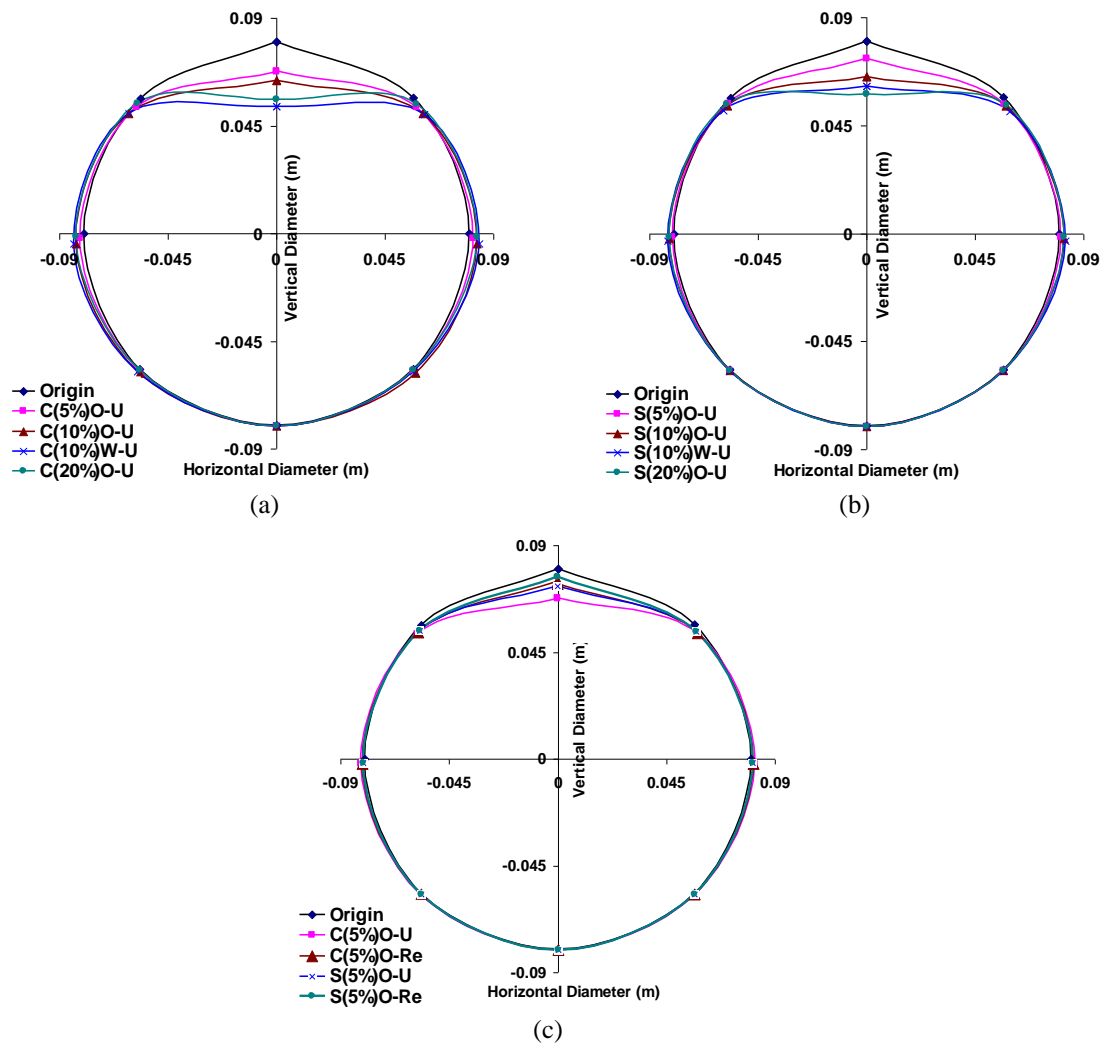 0.09
0.045
0
-0.045
-0.09
-0.09
-0.045
0
0.045
0.09
Vertical Diameter (m)
Horizontal Diameter (m)
Origin
C(5%)O-U
C(10%)O-U
C(10%)W-U
C(20%)O-U
(a)
0.09
0.045
0
-0.045
-0.09
-0.09
-0.045
0
0.045
0.09
Vertical Diameter (m)
Horizontal Diameter (m)
Origin
S(5%)O-U
S(10%)O-U
S(10%)W-U
S(20%)O-U
(b)
0.09
0.045
0
-0.045
-0.09
-0.09
-0.045
0
0.045
0.09
Vertical Diameter (m)
Horizontal Diameter (m)
Origin
C(5%)O-U
C(5%)O-Re
S(5%)O-U
S(5%)O-Re
(c)